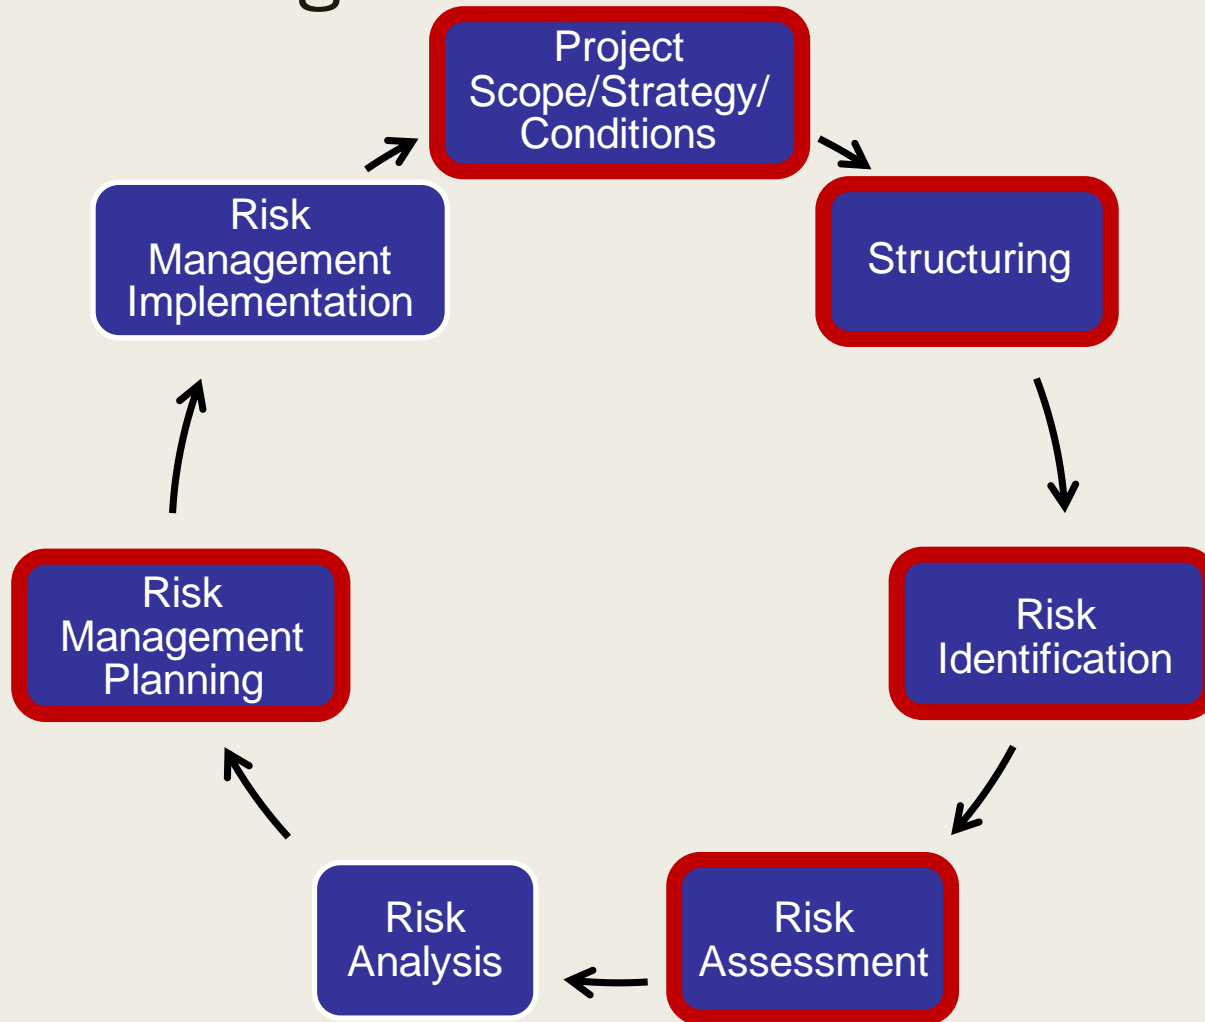 Project
Scope/Strategy/
Conditions
Structuring
Risk
Identification
Risk
Assessment
Risk
Analysis
Risk
Management
Planning
Risk
Management
Implementation